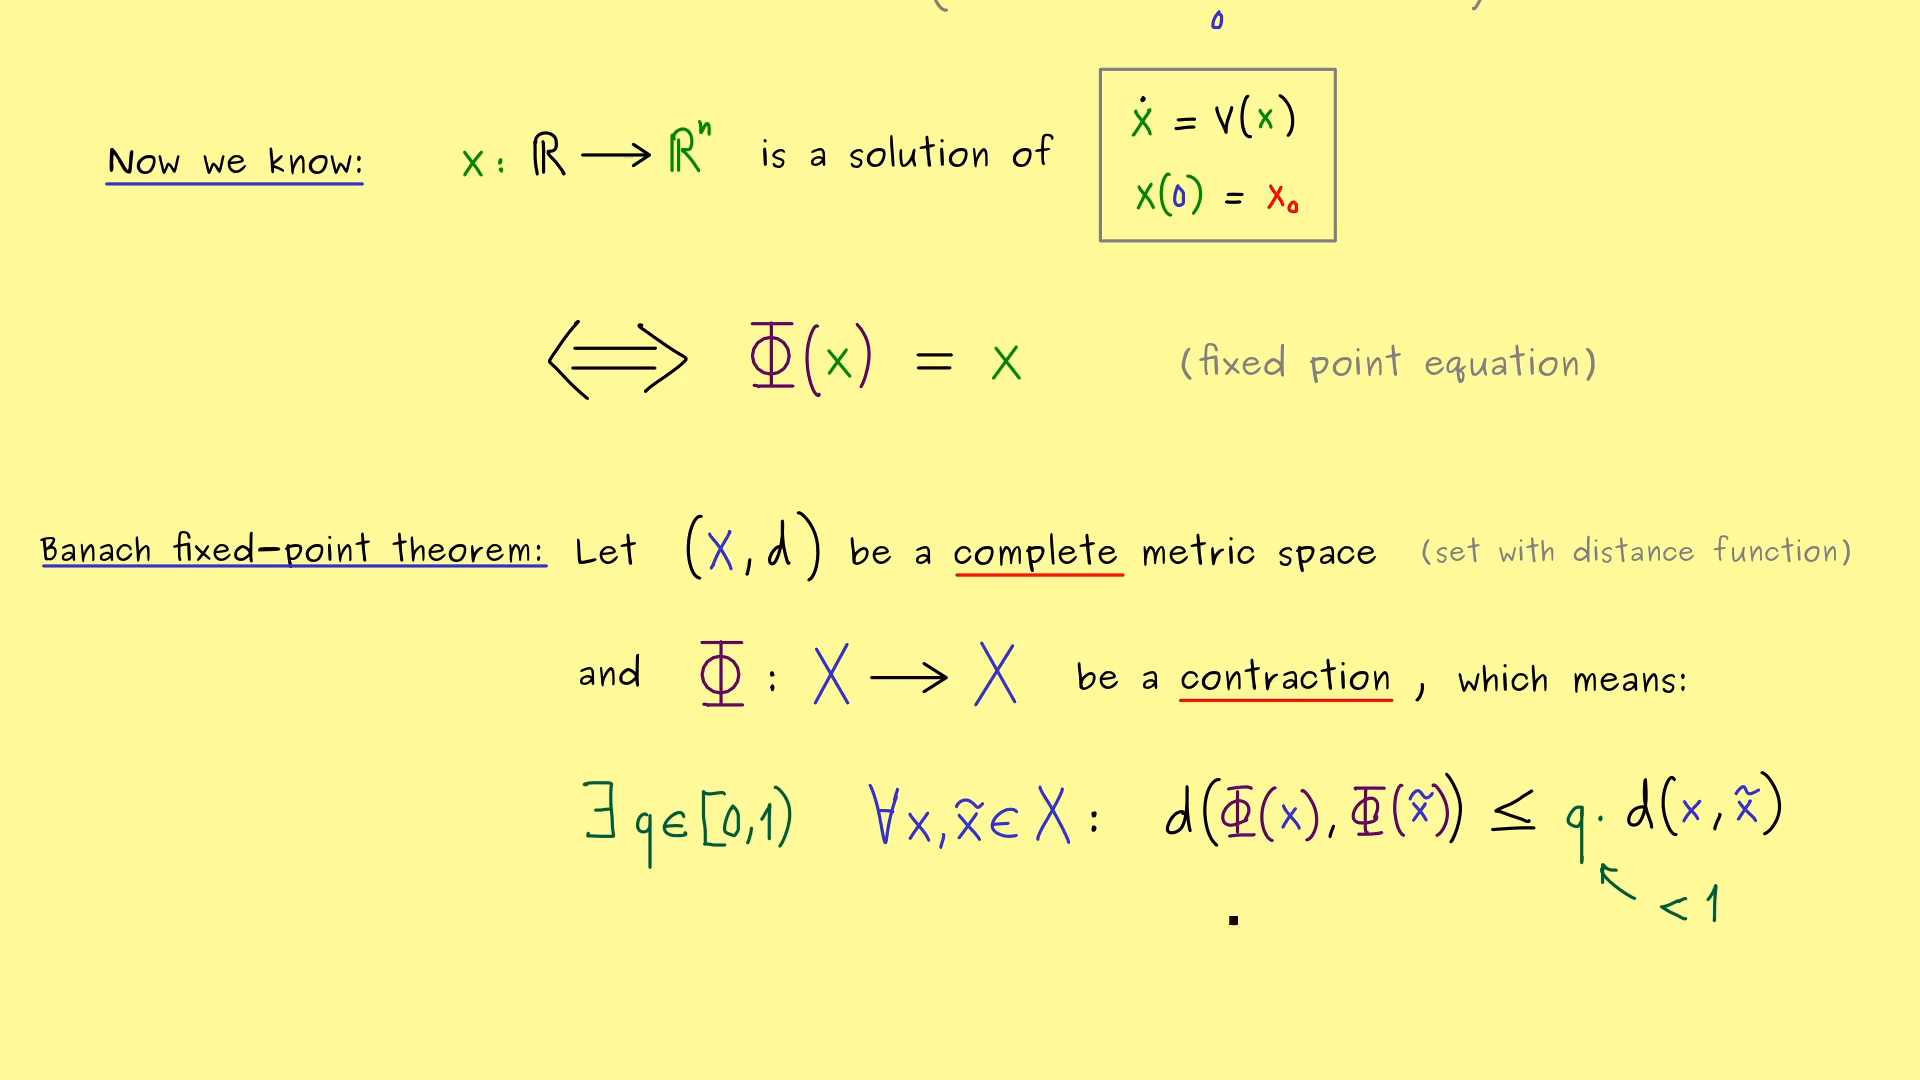 0
Now we know: x: ℝ ⟶ ℝⁿ is a solution of
ẋ = v(x)
x(0) = x₀
⟺ Φ(x) = x (fixed point equation)
Banach fixed-point theorem: Let (X, d) be a complete metric space (set with distance function)
and Φ : X ⟶ X be a contraction, which means:
∃ q ∈ [0,1) ∀ x, x̃ ∈ X : d(Φ(x), Φ(x̃)) ≤ q · d(x, x̃)
< 1